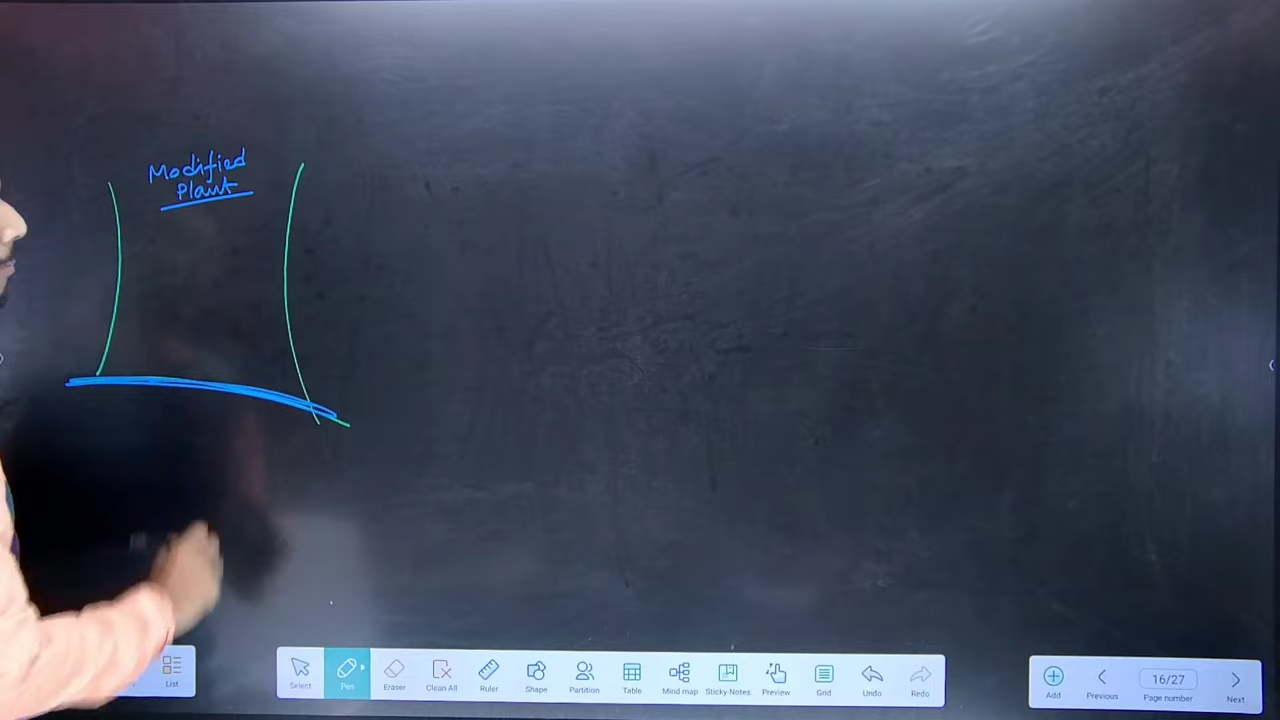 Modified
Plant
List
Select
Pen
Eraser
Clean All
Ruler
Shape
Partition
Table
Mind map
Sticky-Notes
Preview
Grid
Undo
Redo
Add
Previous
16/27
Page number
Next